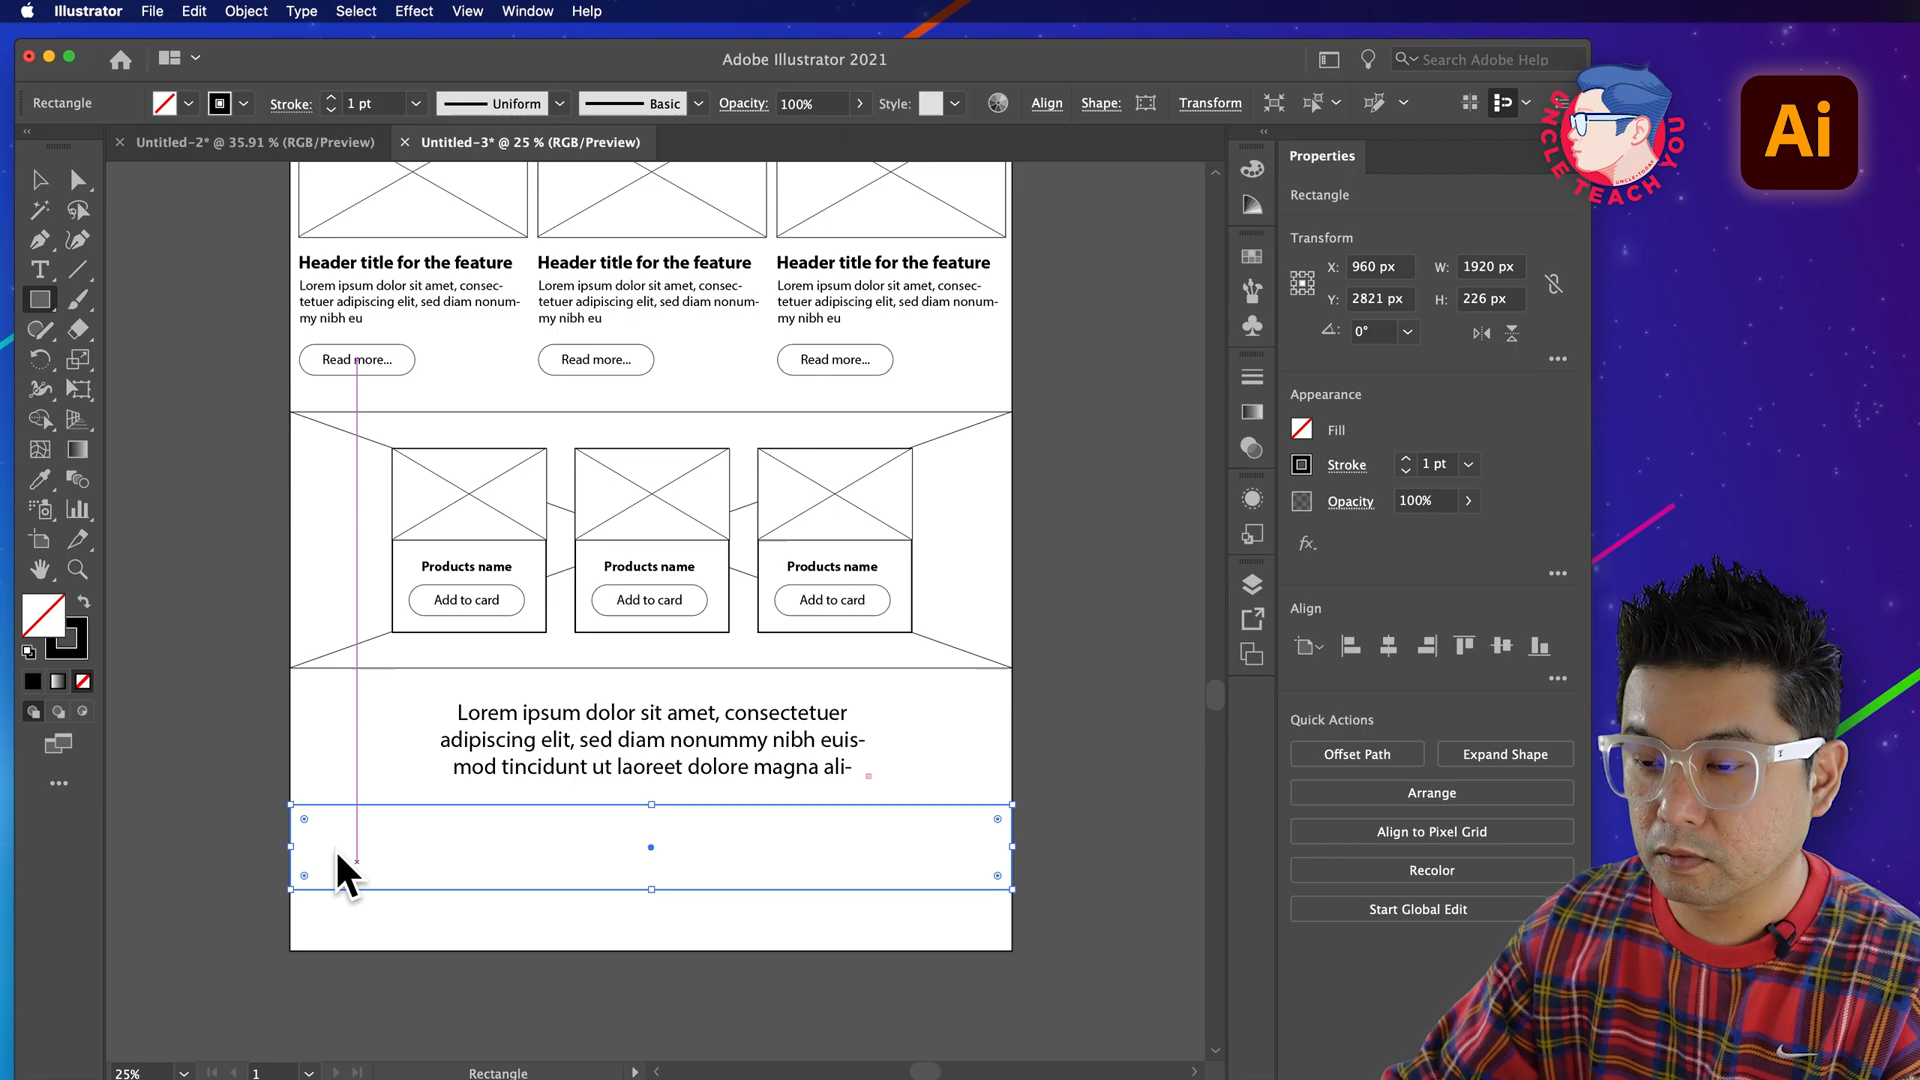 Illustrator File Edit Object Type Select Effect View Window Help
Adobe Illustrator 2021
Search Adobe Help
Rectangle
Stroke: 1 pt Uniform Basic Opacity: 100% Style: Align Shape: Transform
Untitled-2* @ 35.91 % (RGB/Preview)
Untitled-3* @ 25 % (RGB/Preview)
UNCLE TEACH YOU
Ai
Properties
Rectangle
Transform
X: 960 px W: 1920 px
Y: 2821 px H: 226 px
0°
Appearance
Fill
Stroke 1 pt
Opacity 100%
fx.
Align
Quick Actions
Offset Path Expand Shape
Arrange
Align to Pixel Grid
Recolor
Start Global Edit
Header title for the feature
Lorem ipsum dolor sit amet, consec-
tetuer adipiscing elit, sed diam nonum-
my nibh eu
Read more...
Header title for the feature
Lorem ipsum dolor sit amet, consec-
tetuer adipiscing elit, sed diam nonum-
my nibh eu
Read more...
Header title for the feature
Lorem ipsum dolor sit amet, consec-
tetuer adipiscing elit, sed diam nonum-
my nibh eu
Read more...
Products name
Add to card
Products name
Add to card
Products name
Add to card
Lorem ipsum dolor sit amet, consectetuer
adipiscing elit, sed diam nonummy nibh euis-
mod tincidunt ut laoreet dolore magna ali-
25% 1 Rectangle